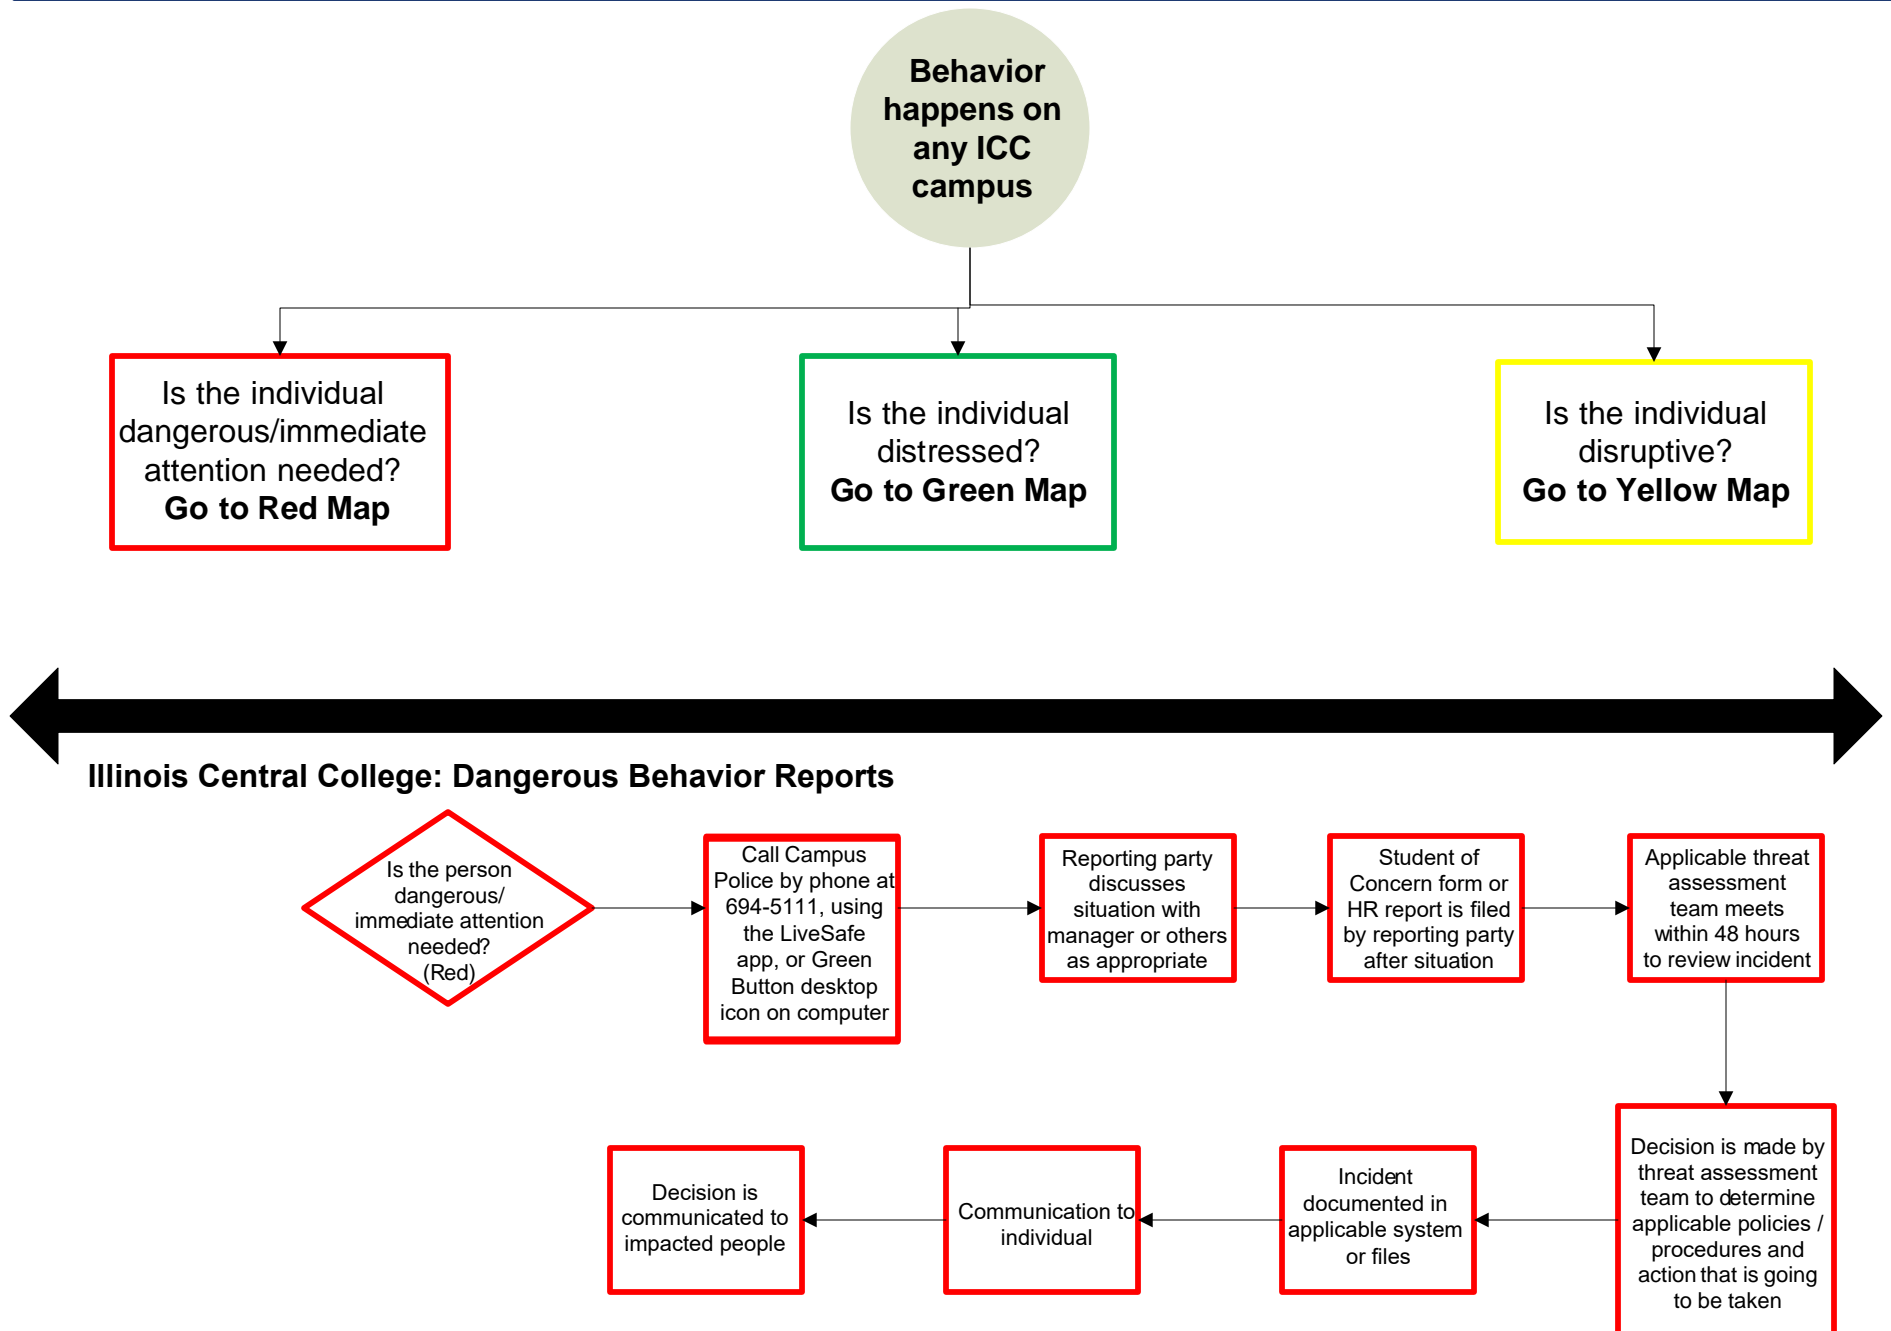 Behavior
happens on
any ICC
campus
Is the individual
dangerous/immediate
attention needed?
Go to Red Map
Is the individual
distressed?
Go to Green Map
Is the individual
disruptive?
Go to Yellow Map
Illinois Central College: Dangerous Behavior Reports
Is the person
dangerous/
immediate attention
needed?
(Red)
Call Campus
Police by phone at
694-5111, using
the LiveSafe
app, or Green
Button desktop
icon on computer
Reporting party
discusses
situation with
manager or others
as appropriate
Student of
Concern form or
HR report is filed
by reporting party
after situation
Applicable threat
assessment
team meets
within 48 hours
to review incident
Decision is made by
threat assessment
team to determine
applicable policies /
procedures and
action that is going
to be taken
Incident
documented in
applicable system
or files
Communication to
individual
Decision is
communicated to
impacted people